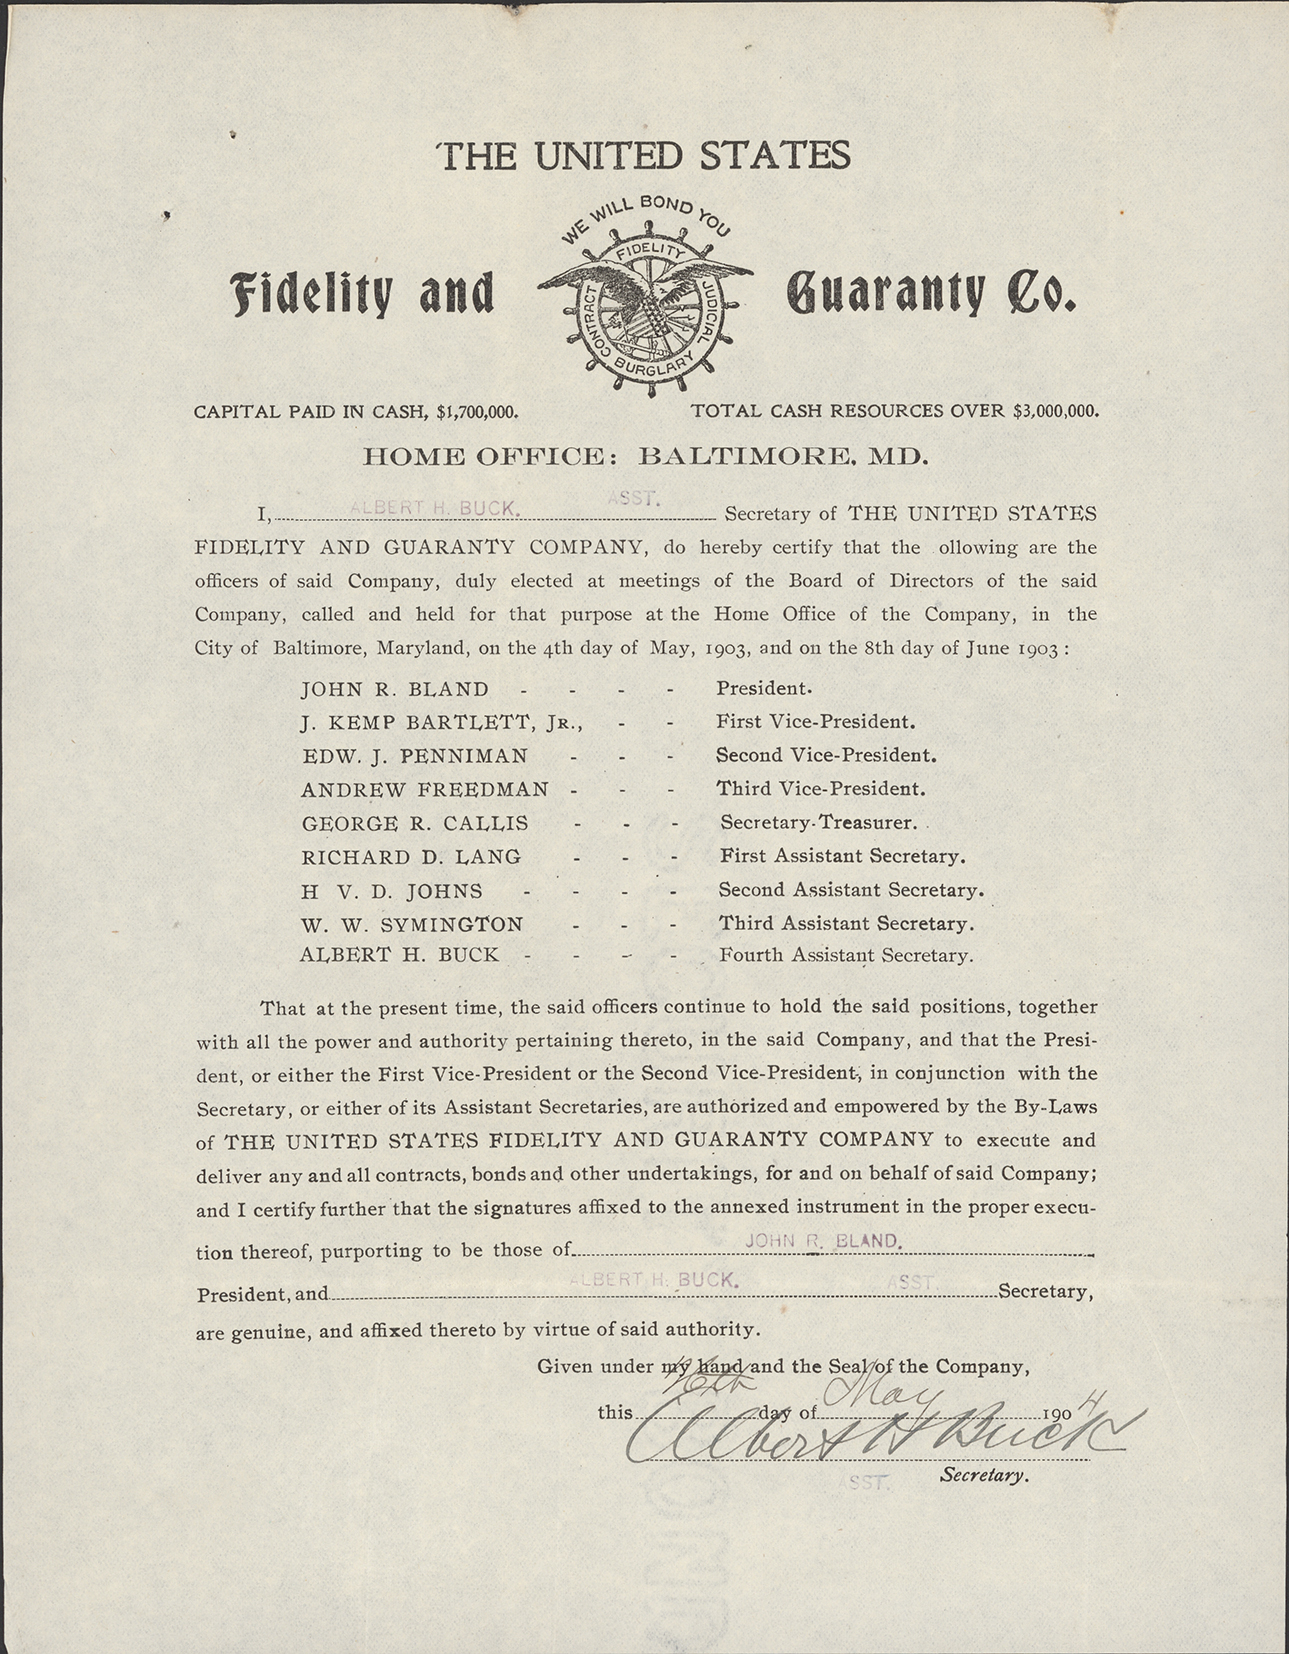 THE UNITED STATES
WE WILL BOND YOU
FIDELITY
JUDICIAL
BURGLARY
CONTRACT
Fidelity and Guaranty Co.
CAPITAL PAID IN CASH, $1,700,000. TOTAL CASH RESOURCES OVER $3,000,000.
HOME OFFICE: BALTIMORE, MD.
I, ALBERT H. BUCK. ASST. Secretary of THE UNITED STATES
FIDELITY AND GUARANTY COMPANY, do hereby certify that the ollowing are the
officers of said Company, duly elected at meetings of the Board of Directors of the said
Company, called and held for that purpose at the Home Office of the Company, in the
City of Baltimore, Maryland, on the 4th day of May, 1903, and on the 8th day of June 1903 :
JOHN R. BLAND - - - - President.
J. KEMP BARTLETT, JR., - - First Vice-President.
EDW. J. PENNIMAN - - - Second Vice-President.
ANDREW FREEDMAN - - - Third Vice-President.
GEORGE R. CALLIS - - - Secretary-Treasurer.
RICHARD D. LANG - - - First Assistant Secretary.
H V. D. JOHNS - - - - Second Assistant Secretary.
W. W. SYMINGTON - - - Third Assistant Secretary.
ALBERT H. BUCK - - - - Fourth Assistant Secretary.
That at the present time, the said officers continue to hold the said positions, together
with all the power and authority pertaining thereto, in the said Company, and that the Presi-
dent, or either the First Vice-President or the Second Vice-President, in conjunction with the
Secretary, or either of its Assistant Secretaries, are authorized and empowered by the By-Laws
of THE UNITED STATES FIDELITY AND GUARANTY COMPANY to execute and
deliver any and all contracts, bonds and other undertakings, for and on behalf of said Company;
and I certify further that the signatures affixed to the annexed instrument in the proper execu-
tion thereof, purporting to be those of JOHN R. BLAND.
President, and ALBERT H. BUCK. ASST. Secretary,
are genuine, and affixed thereto by virtue of said authority.
Given under my hand and the Seal of the Company,
this day of May 1904
Albert H Buck
ASST. Secretary.